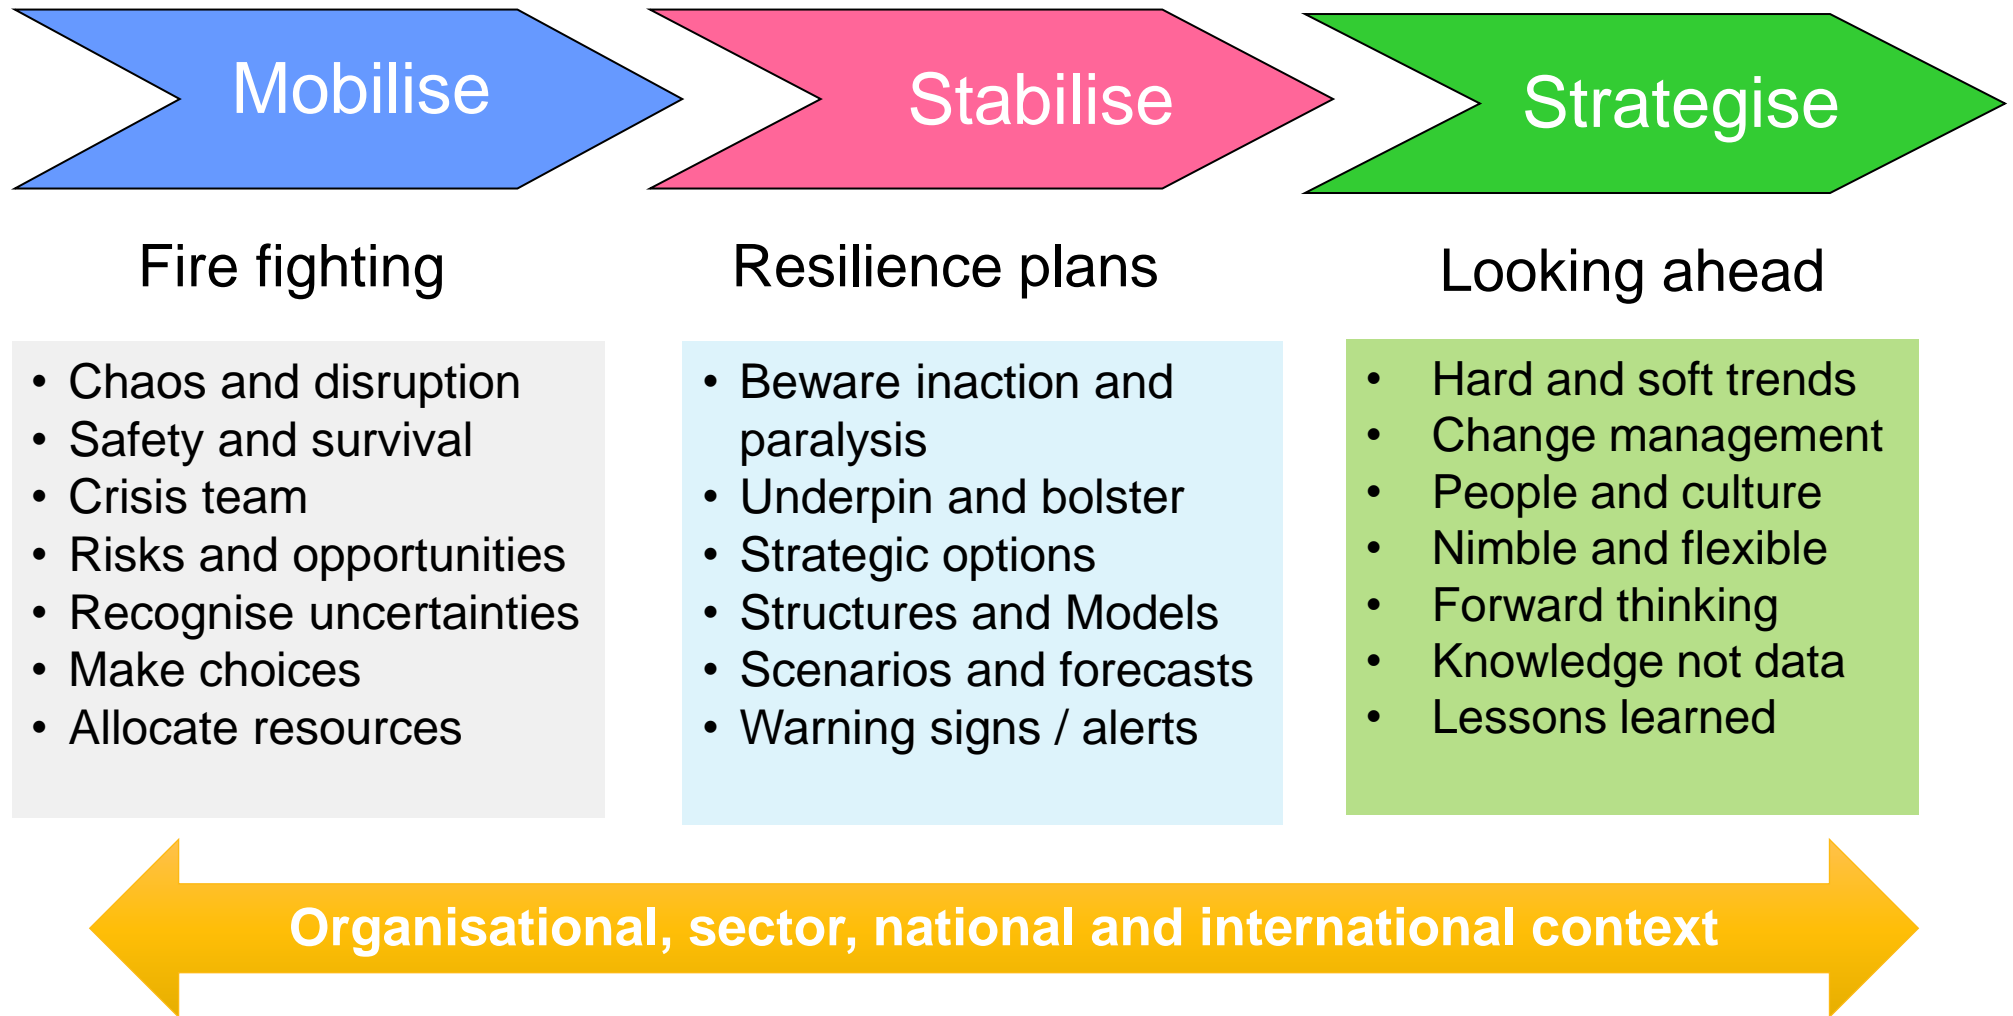 Mobilise
Stabilise
Strategise
Fire fighting
Resilience plans
Looking ahead
• Chaos and disruption
• Safety and survival
• Crisis team
• Risks and opportunities
• Recognise uncertainties
• Make choices
• Allocate resources
• Beware inaction and
paralysis
• Underpin and bolster
• Strategic options
• Structures and Models
• Scenarios and forecasts
• Warning signs / alerts
• Hard and soft trends
• Change management
• People and culture
• Nimble and flexible
• Forward thinking
• Knowledge not data
• Lessons learned
Organisational, sector, national and international context